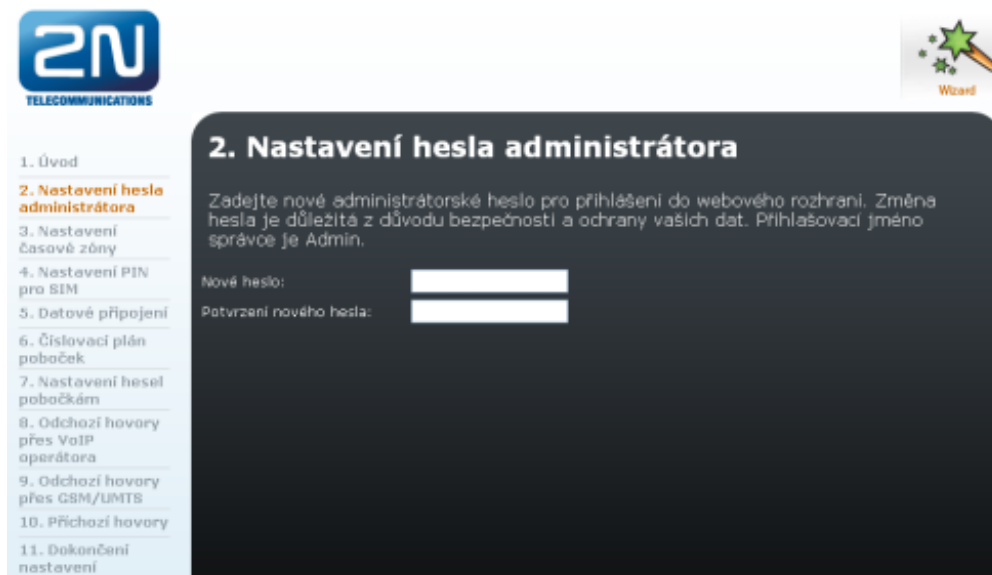 2N
TELECOMMUNICATIONS
Wizard
1. Úvod
2. Nastavení hesla
administrátora
3. Nastavení
časové zóny
4. Nastavení PIN
pro SIM
5. Datové připojení
6. Číslovací plán
poboček
7. Nastavení hesel
pobočkám
8. Odchozí hovory
přes VoIP
operátora
9. Odchozí hovory
přes GSM/UMTS
10. Příchozí hovory
11. Dokončení
nastavení
2. Nastavení hesla administrátora
Zadejte nové administrátorské heslo pro přihlášení do webového rozhraní. Změna
hesla je důležitá z důvodu bezpečnosti a ochrany vašich dat. Přihlašovací jméno
správce je Admin.
Nové heslo:
Potvrzení nového hesla: